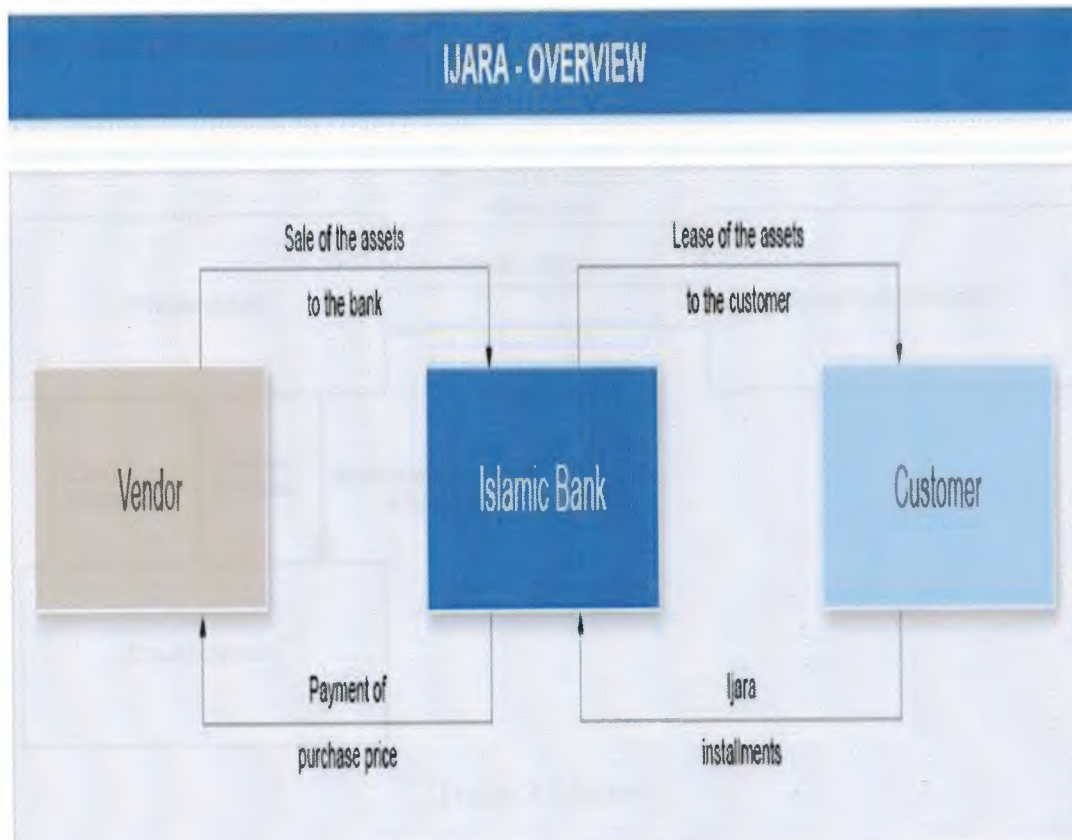 IJARA - OVERVIEW
Sale of the assets
to the bank
Lease of the assets
to the customer
Vendor
Islamic Bank
Customer
Payment of
purchase price
Ijara
installments